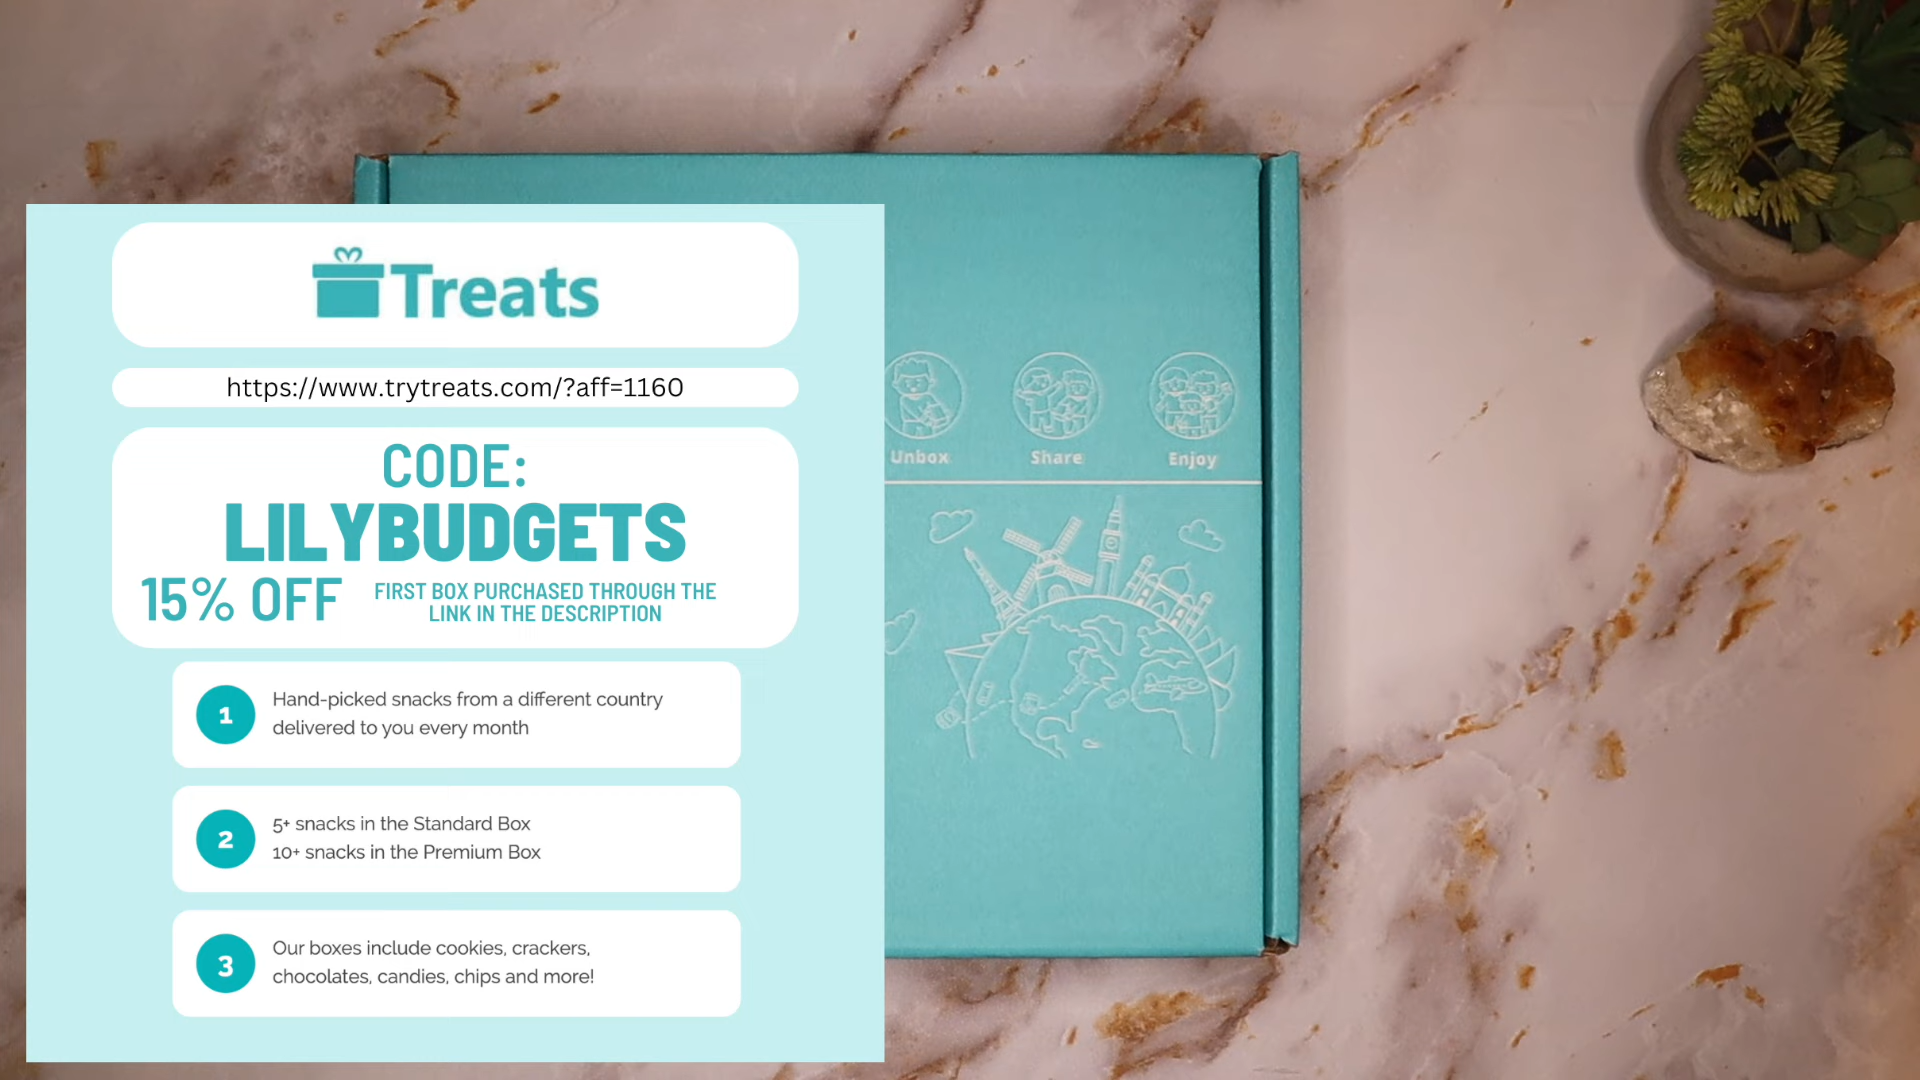 Treats
https://www.trytreats.com/?aff=1160
CODE:
LILYBUDGETS
15% OFF
FIRST BOX PURCHASED THROUGH THE
LINK IN THE DESCRIPTION
1
Hand-picked snacks from a different country
delivered to you every month
2
5+ snacks in the Standard Box
10+ snacks in the Premium Box
3
Our boxes include cookies, crackers,
chocolates, candies, chips and more!
Unbox
Share
Enjoy